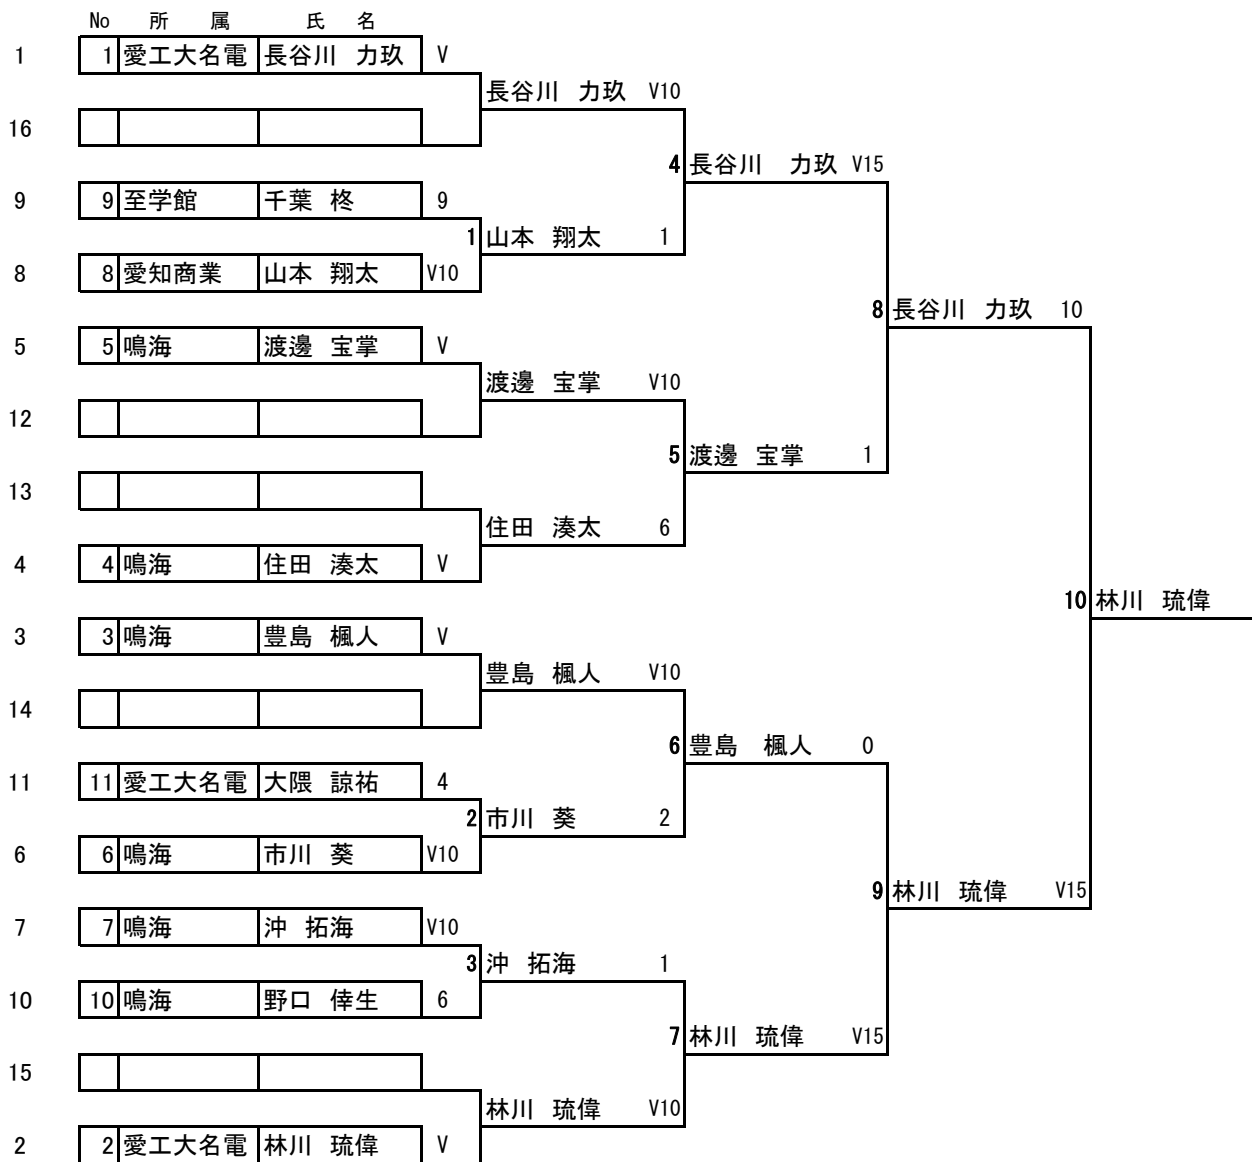 No 所 属 氏 名
1 1 愛工大名電 長谷川 力玖 V
長谷川 力玖 V10
16
4 長谷川 力玖 V15
9 9 至学館 千葉 柊 9
1 山本 翔太 1
8 8 愛知商業 山本 翔太 V10
8 長谷川 力玖 10
5 5 鳴海 渡邊 宝掌 V
渡邊 宝掌 V10
12
5 渡邊 宝掌 1
13
住田 湊太 6
4 4 鳴海 住田 湊太 V
10 林川 琉偉
3 3 鳴海 豊島 楓人 V
豊島 楓人 V10
14
6 豊島 楓人 0
11 11 愛工大名電 大隈 諒祐 4
2 市川 葵 2
6 6 鳴海 市川 葵 V10
9 林川 琉偉 V15
7 7 鳴海 沖 拓海 V10
3 沖 拓海 1
10 10 鳴海 野口 倖生 6
7 林川 琉偉 V15
15
林川 琉偉 V10
2 2 愛工大名電 林川 琉偉 V